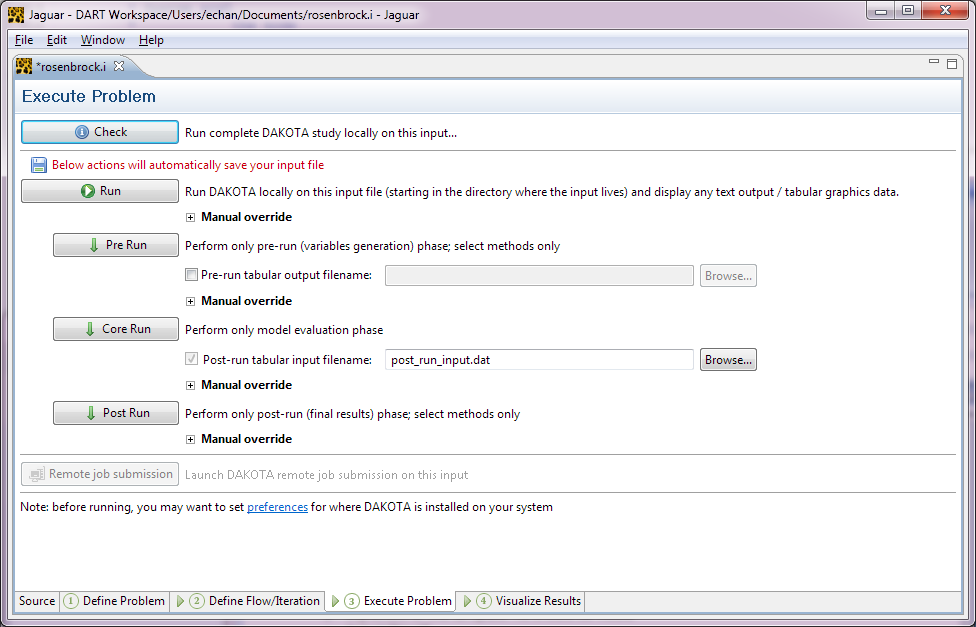 Jaguar - DART Workspace/Users/echan/Documents/rosenbrock.i - Jaguar
File Edit Window Help
*rosenbrock.i
Execute Problem
Check Run complete DAKOTA study locally on this input...
Below actions will automatically save your input file
Run Run DAKOTA locally on this input file (starting in the directory where the input lives) and display any text output / tabular graphics data.
Manual override
Pre Run Perform only pre-run (variables generation) phase; select methods only
Pre-run tabular output filename: Browse...
Manual override
Core Run Perform only model evaluation phase
Post-run tabular input filename: post_run_input.dat Browse...
Manual override
Post Run Perform only post-run (final results) phase; select methods only
Manual override
Remote job submission Launch DAKOTA remote job submission on this input
Note: before running, you may want to set preferences for where DAKOTA is installed on your system
Source 1 Define Problem 2 Define Flow/Iteration 3 Execute Problem 4 Visualize Results